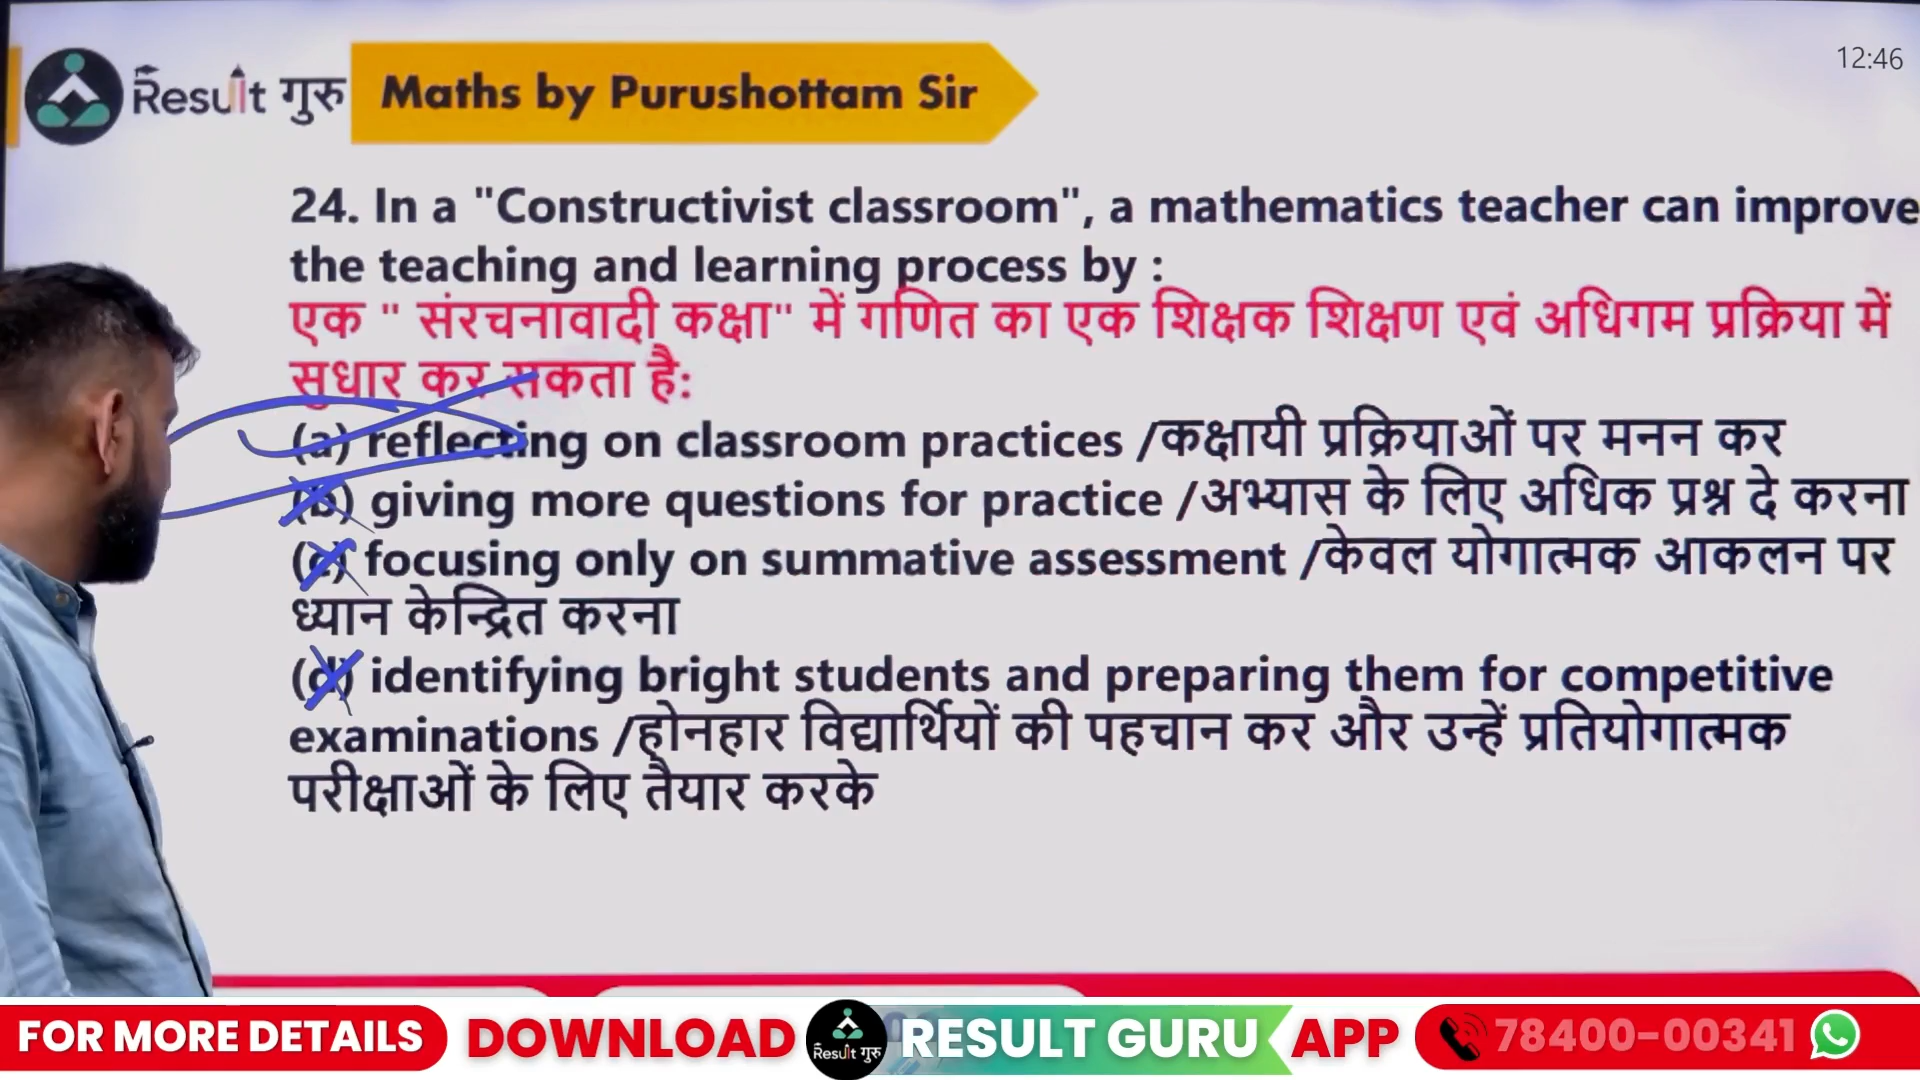 Result गुरु
Maths by Purushottam Sir
12:46
24. In a "Constructivist classroom", a mathematics teacher can improve
the teaching and learning process by :
एक " संरचनावादी कक्षा" में गणित का एक शिक्षक शिक्षण एवं अधिगम प्रक्रिया में
सुधार कर सकता है:
(a) reflecting on classroom practices /कक्षायी प्रक्रियाओं पर मनन कर
(b) giving more questions for practice /अभ्यास के लिए अधिक प्रश्न दे करना
(c) focusing only on summative assessment /केवल योगात्मक आकलन पर
ध्यान केन्द्रित करना
(d) identifying bright students and preparing them for competitive
examinations /होनहार विद्यार्थियों की पहचान कर और उन्हें प्रतियोगात्मक
परीक्षाओं के लिए तैयार करके
FOR MORE DETAILS DOWNLOAD Result गुरु RESULT GURU APP 78400-00341